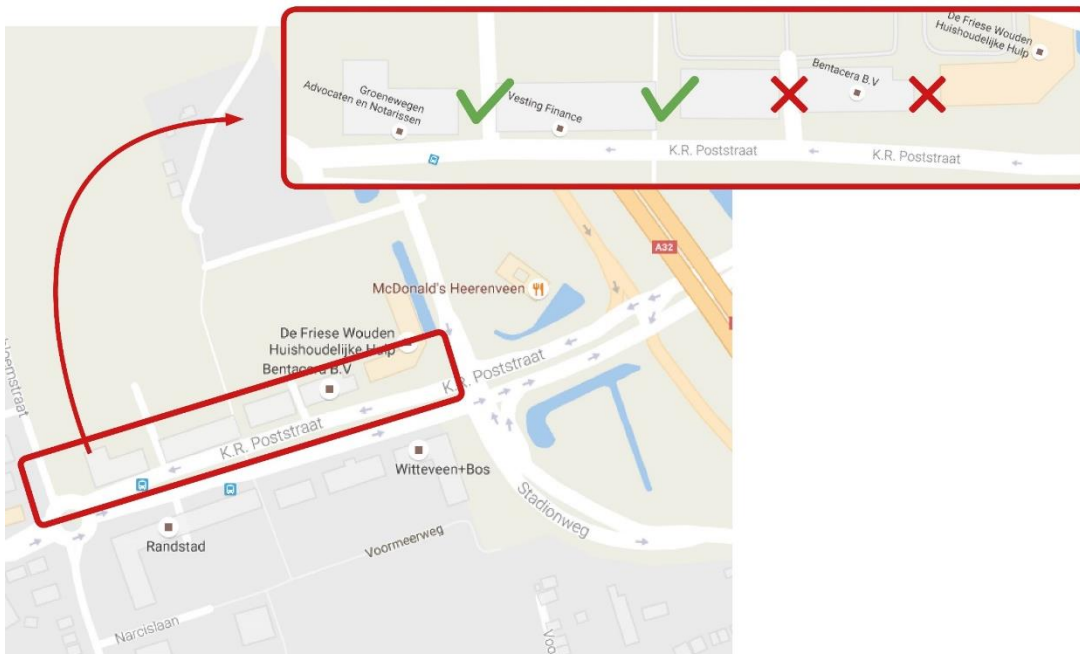 De Friese Wouden
Huishoudelijke Hulp
Groenewegen
Advocaten en Notarissen
Vesting Finance
Bentacera B.V
K.R. Poststraat
K.R. Poststraat
A32
McDonald's Heerenveen
De Friese Wouden
Huishoudelijke Hulp
Bentacera B.V
K.R. Poststraat
K.R. Poststraat
Witteveen+Bos
Stadionweg
Randstad
Voormeerweg
Narcislaan
Voo